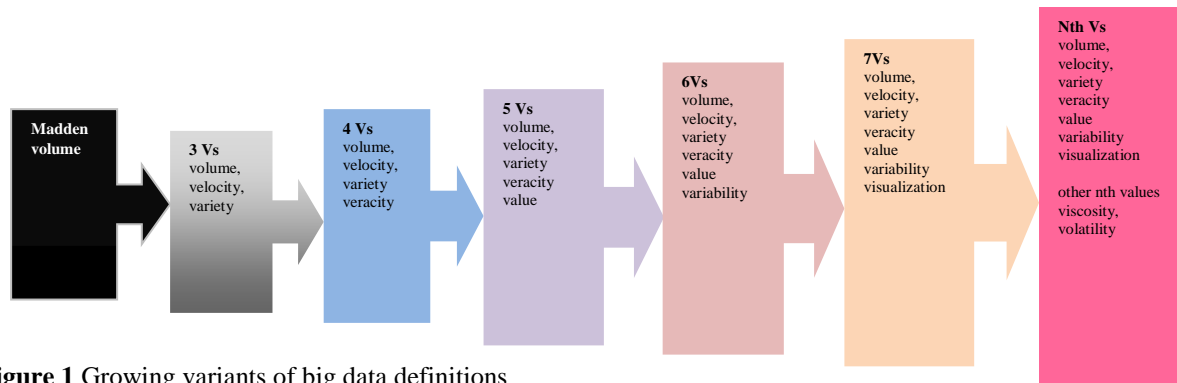 Madden
volume
3 Vs
volume,
velocity,
variety
4 Vs
volume,
velocity,
variety
veracity
5 Vs
volume,
velocity,
variety
veracity
value
6Vs
volume,
velocity,
variety
veracity
value
variability
7Vs
volume,
velocity,
variety
veracity
value
variability
visualization
Nth Vs
volume,
velocity,
variety
veracity
value
variability
visualization
other nth values
viscosity,
volatility
igure 1 Growing variants of big data definitions